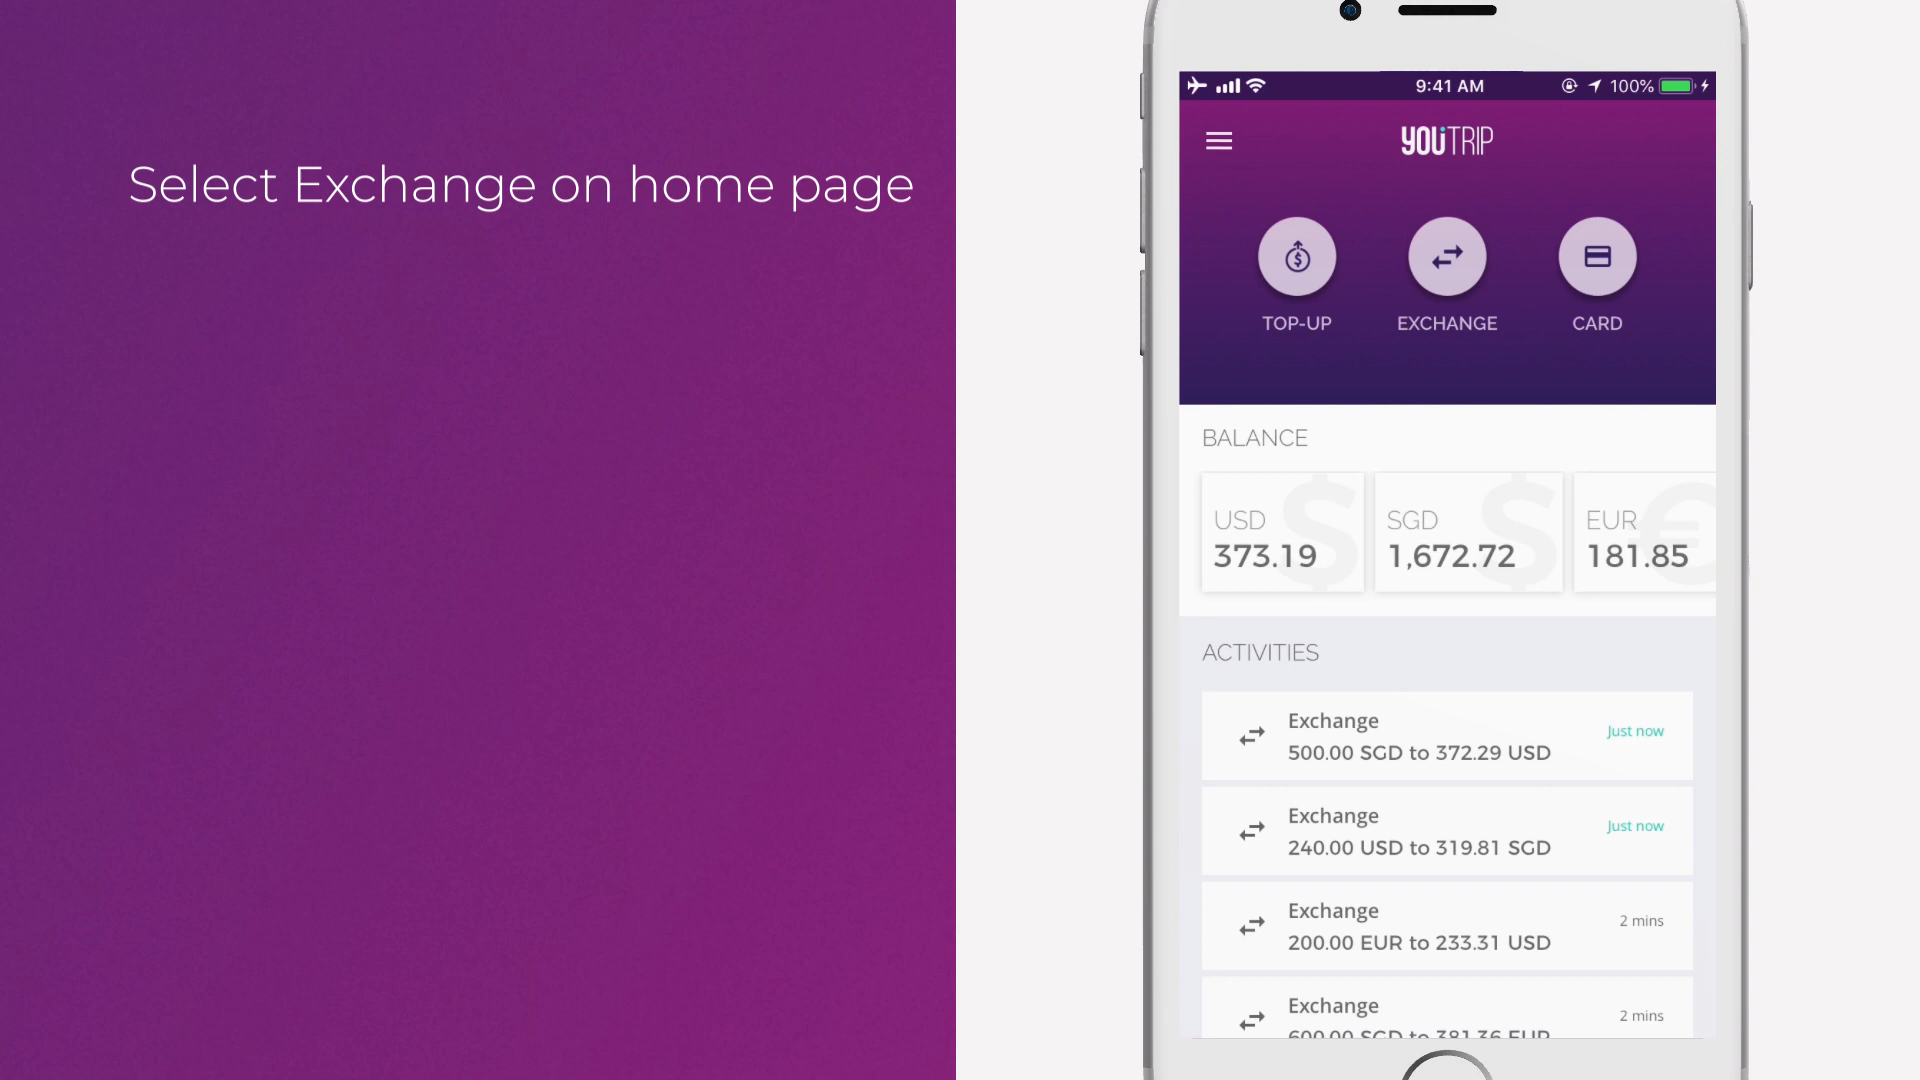 Select Exchange on home page
9:41 AM
100%
YOUTRIP
TOP-UP
EXCHANGE
CARD
BALANCE
USD
373.19
SGD
1,672.72
EUR
181.85
ACTIVITIES
Exchange
Just now
500.00 SGD to 372.29 USD
Exchange
Just now
240.00 USD to 319.81 SGD
Exchange
2 mins
200.00 EUR to 233.31 USD
Exchange
2 mins
600.00 SGD to 381.36 EUR